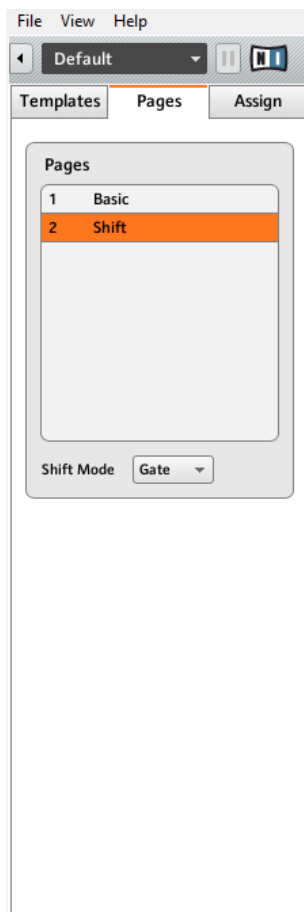 File View Help
Default NI
Templates Pages Assign
Pages
1 Basic
2 Shift
Shift Mode Gate